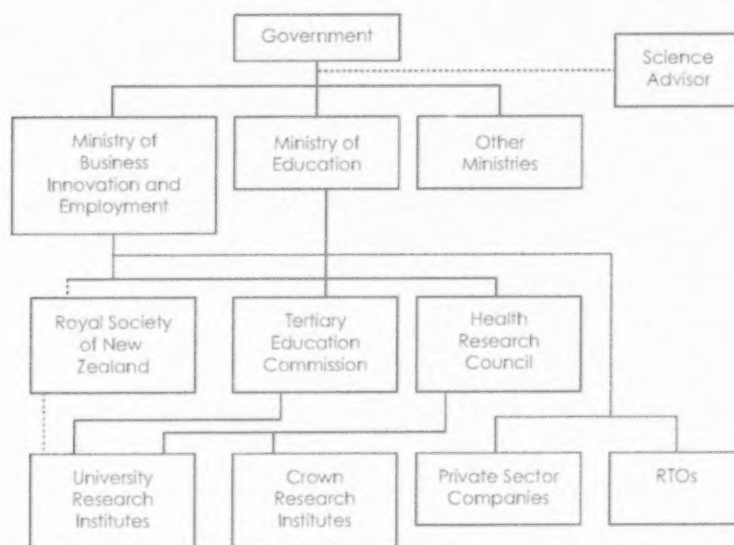 Government
Science
Advisor
Ministry of
Business
Innovation and
Employment
Ministry of
Education
Other
Ministries
Royal Society
of New
Zealand
Tertiary
Education
Commission
Health
Research
Council
University
Research
Institutes
Crown
Research
Institutes
Private Sector
Companies
RTOs